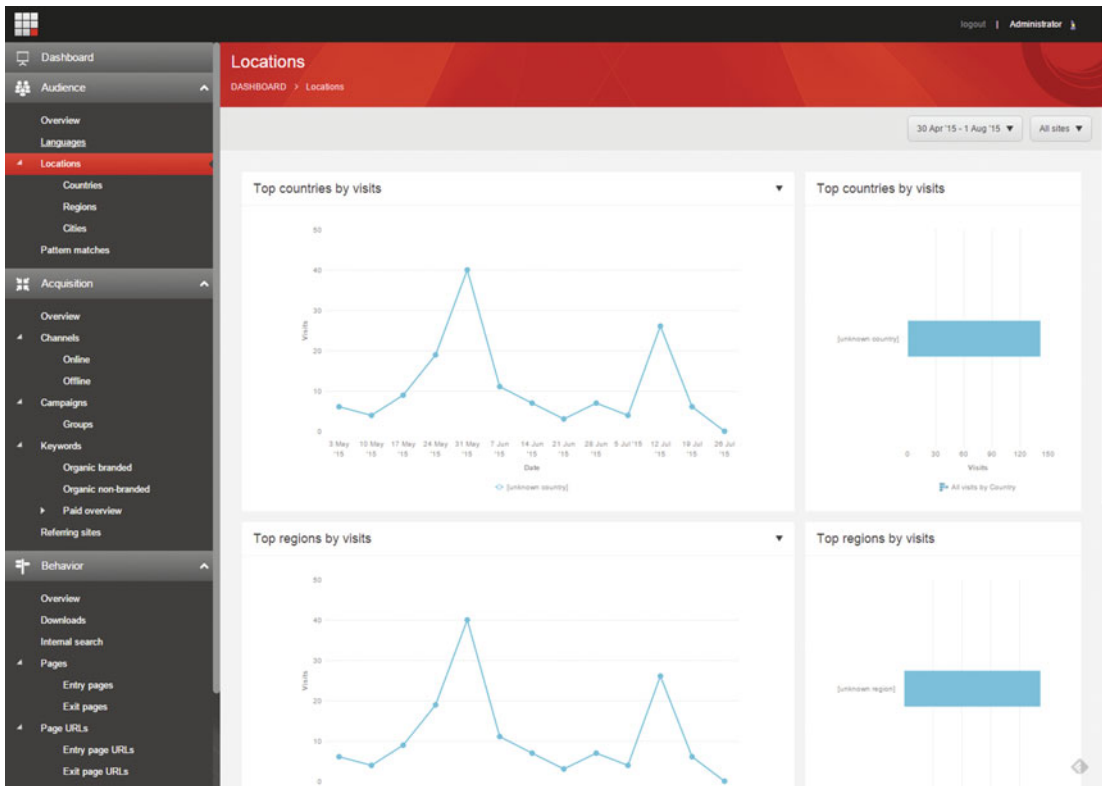 logout | Administrator
Dashboard
Audience
Overview
Languages
Locations
Countries
Regions
Cities
Pattern matches
Acquisition
Overview
Channels
Online
Offline
Campaigns
Groups
Keywords
Organic branded
Organic non-branded
Paid overview
Referring sites
Behavior
Overview
Downloads
Internal search
Pages
Entry pages
Exit pages
Page URLs
Entry page URLs
Exit page URLs
Locations
DASHBOARD > Locations
30 Apr '15 - 1 Aug '15 ▼
All sites ▼
Top countries by visits
50
40
30
20
10
0
Visits
3 May '15
10 May '15
17 May '15
24 May '15
31 May '15
7 Jun '15
14 Jun '15
21 Jun '15
28 Jun '15
5 Jul '15
12 Jul '15
19 Jul '15
26 Jul '15
Date
[unknown country]
Top countries by visits
[unknown country]
0 30 60 90 120 150
Visits
All visits by Country
Top regions by visits
50
40
30
20
10
0
Visits
Top regions by visits
[unknown region]